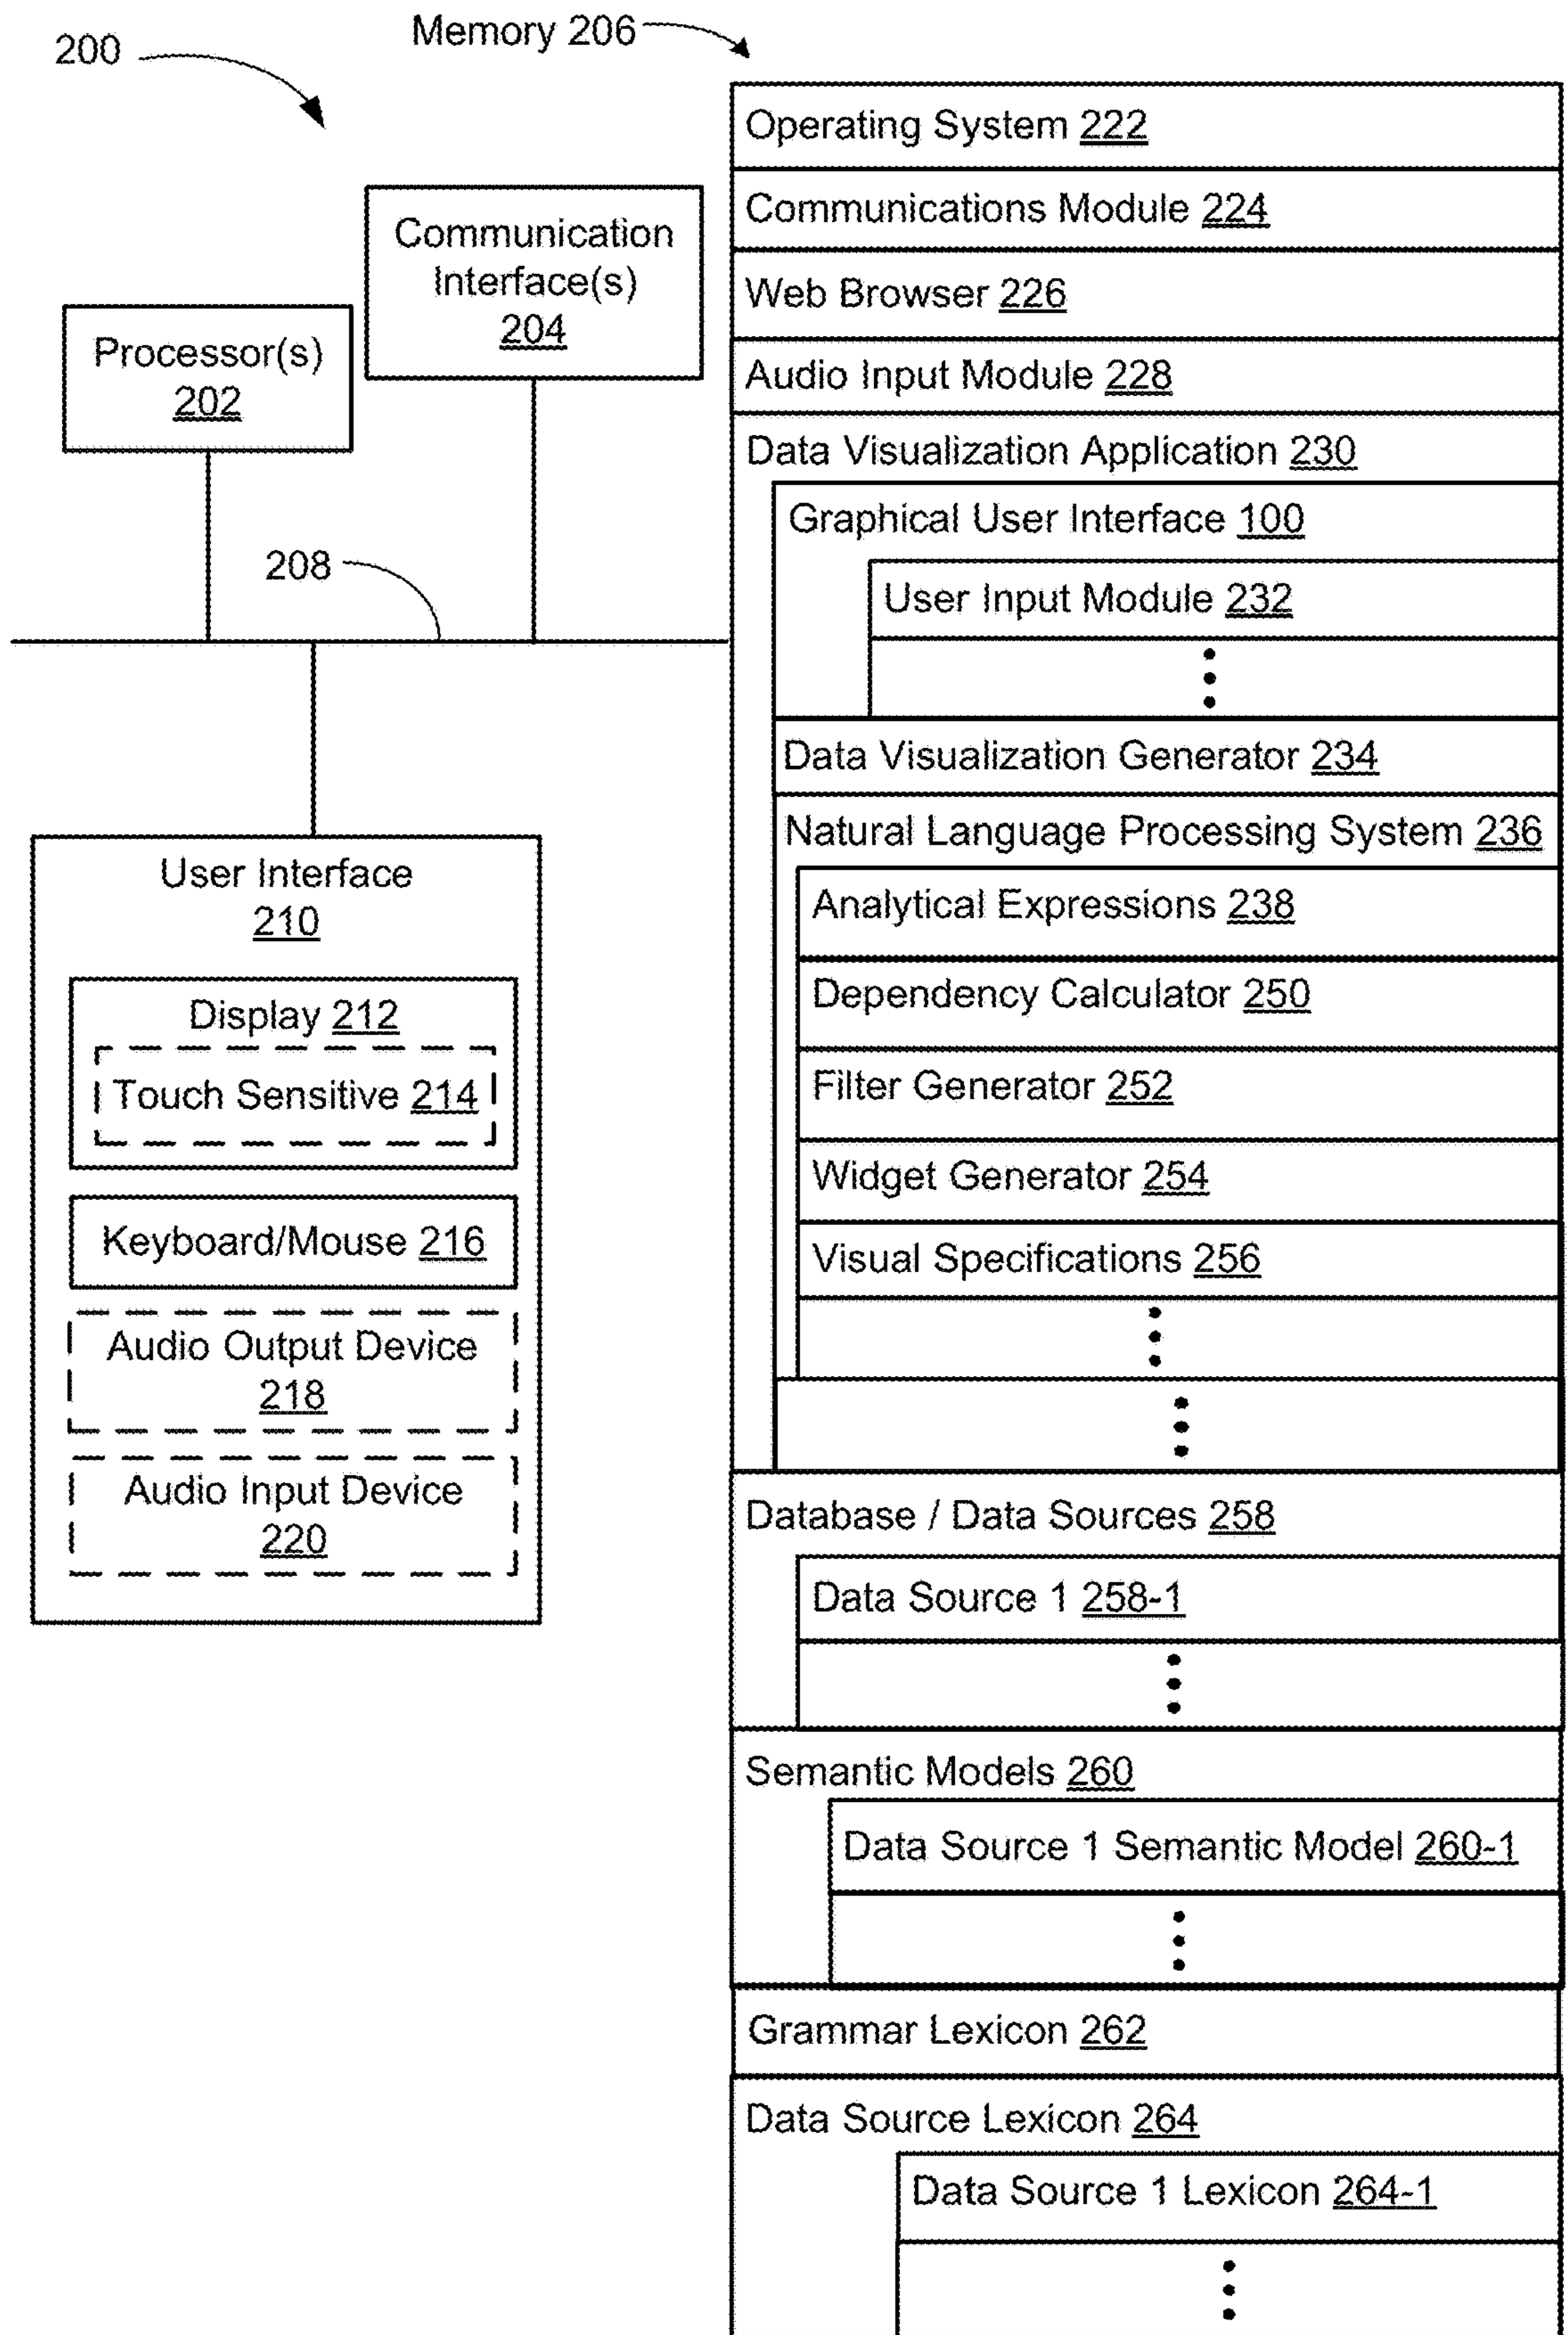 200
Memory 206
Communication
Interface(s)
204
Processor(s)
202
208
User Interface
210
Display 212
Touch Sensitive 214
Keyboard/Mouse 216
Audio Output Device
218
Audio Input Device
220
Operating System 222
Communications Module 224
Web Browser 226
Audio Input Module 228
Data Visualization Application 230
Graphical User Interface 100
User Input Module 232
Data Visualization Generator 234
Natural Language Processing System 236
Analytical Expressions 238
Dependency Calculator 250
Filter Generator 252
Widget Generator 254
Visual Specifications 256
Database / Data Sources 258
Data Source 1 258-1
Semantic Models 260
Data Source 1 Semantic Model 260-1
Grammar Lexicon 262
Data Source Lexicon 264
Data Source 1 Lexicon 264-1